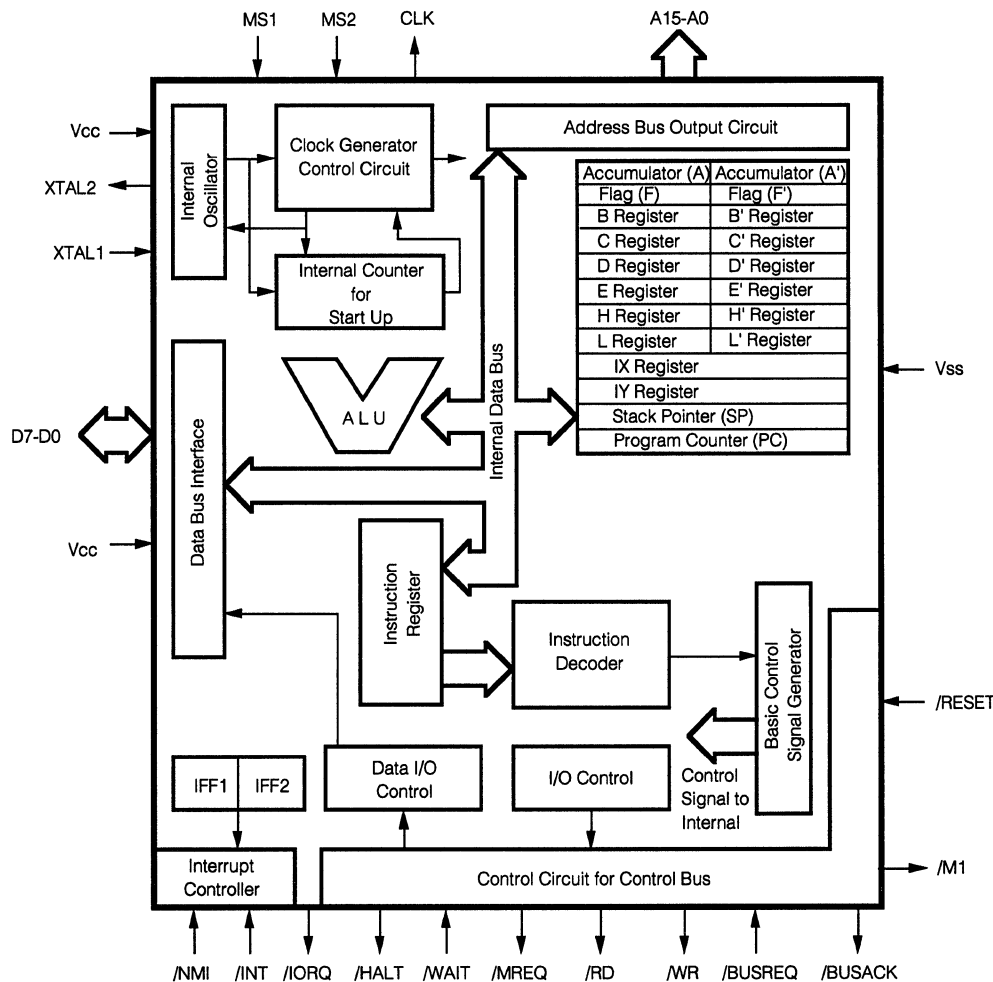 MS1 MS2 CLK A15-A0
Vcc
XTAL2
XTAL1
Internal
Oscillator
Clock Generator
Control Circuit
Internal Counter
for
Start Up
Address Bus Output Circuit
Accumulator (A) Accumulator (A')
Flag (F) Flag (F')
B Register B' Register
C Register C' Register
D Register D' Register
E Register E' Register
H Register H' Register
L Register L' Register
IX Register
IY Register
Stack Pointer (SP)
Program Counter (PC)
Vss
ALU
Internal Data Bus
D7-D0
Data Bus Interface
Vcc
Instruction
Register
Instruction
Decoder
Basic Control
Signal Generator
/RESET
IFF1 IFF2
Data I/O
Control
I/O Control
Control
Signal to
Internal
Interrupt
Controller
Control Circuit for Control Bus
/M1
/NMI /INT /IORQ /HALT /WAIT /MREQ /RD /WR /BUSREQ /BUSACK